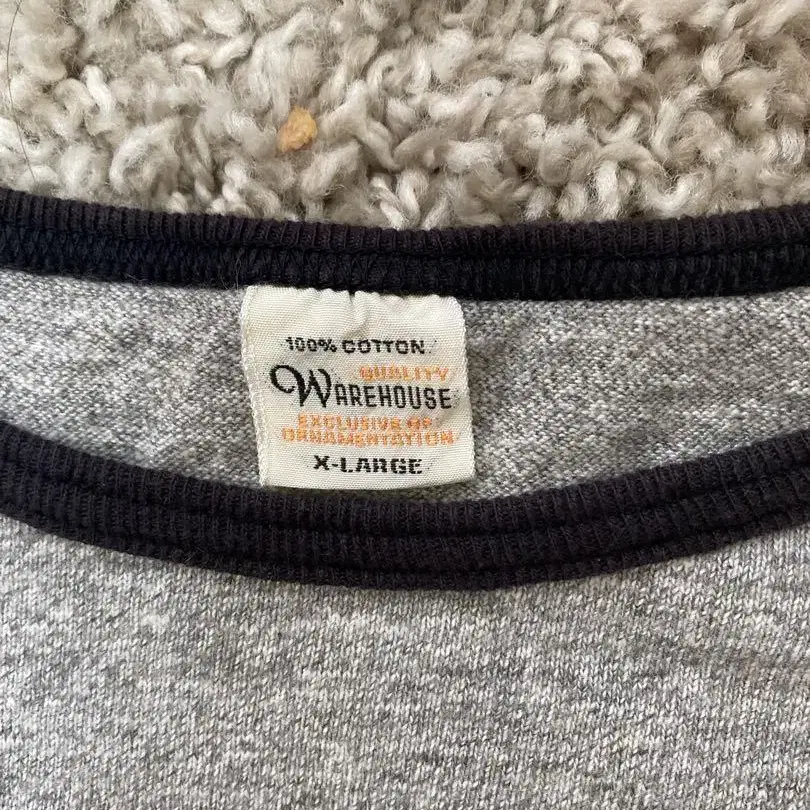 100% COTTON
QUALITY
WAREHOUSE
EXCLUSIVE OF
ORNAMENTATION
X-LARGE